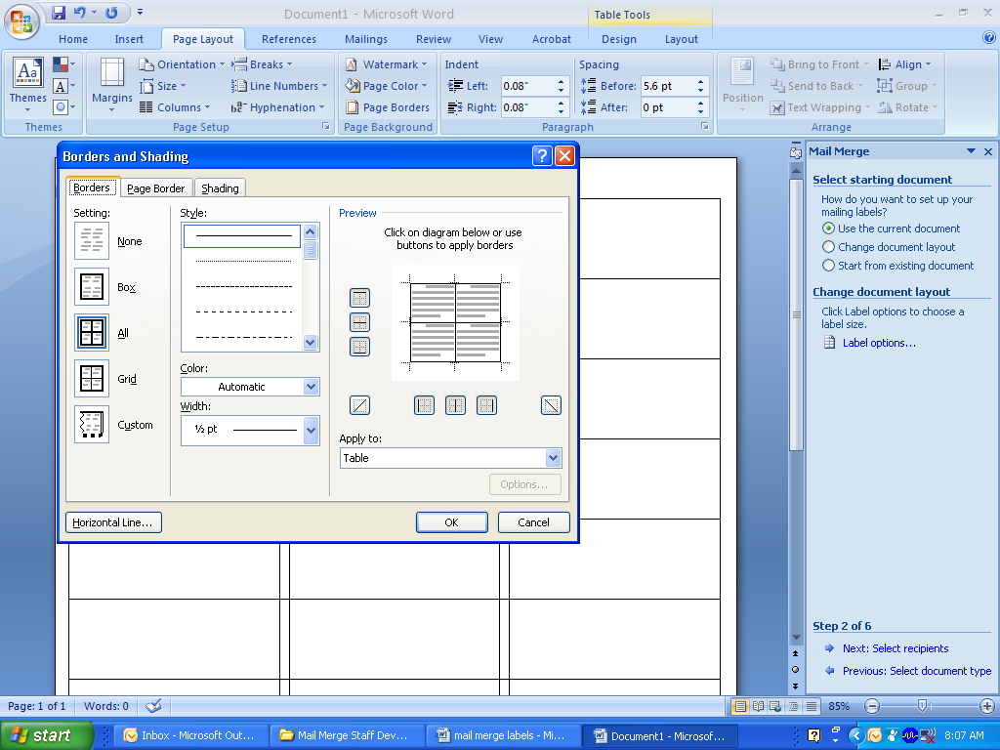 Document1 - Microsoft Word
Table Tools
Home Insert Page Layout References Mailings Review View Acrobat Design Layout
Themes
Themes
Margins
Orientation
Size
Columns
Breaks
Line Numbers
Hyphenation
Page Setup
Watermark
Page Color
Page Borders
Page Background
Indent
Left: 0.08"
Right: 0.08"
Spacing
Before: 5.6 pt
After: 0 pt
Paragraph
Position
Bring to Front
Send to Back
Text Wrapping
Align
Group
Rotate
Arrange
Borders and Shading
Borders Page Border Shading
Setting:
None
Box
All
Grid
Custom
Style:
Color:
Automatic
Width:
½ pt
Preview
Click on diagram below or use
buttons to apply borders
Apply to:
Table
Options...
Horizontal Line...
OK
Cancel
Mail Merge
Select starting document
How do you want to set up your
mailing labels?
Use the current document
Change document layout
Start from existing document
Change document layout
Click Label options to choose a
label size.
Label options...
Step 2 of 6
Next: Select recipients
Previous: Select document type
Page: 1 of 1 Words: 0 85%
start Inbox - Microsoft Out... Mail Merge Staff Dev... mail merge labels - Mi... Document1 - Microsof... 8:07 AM